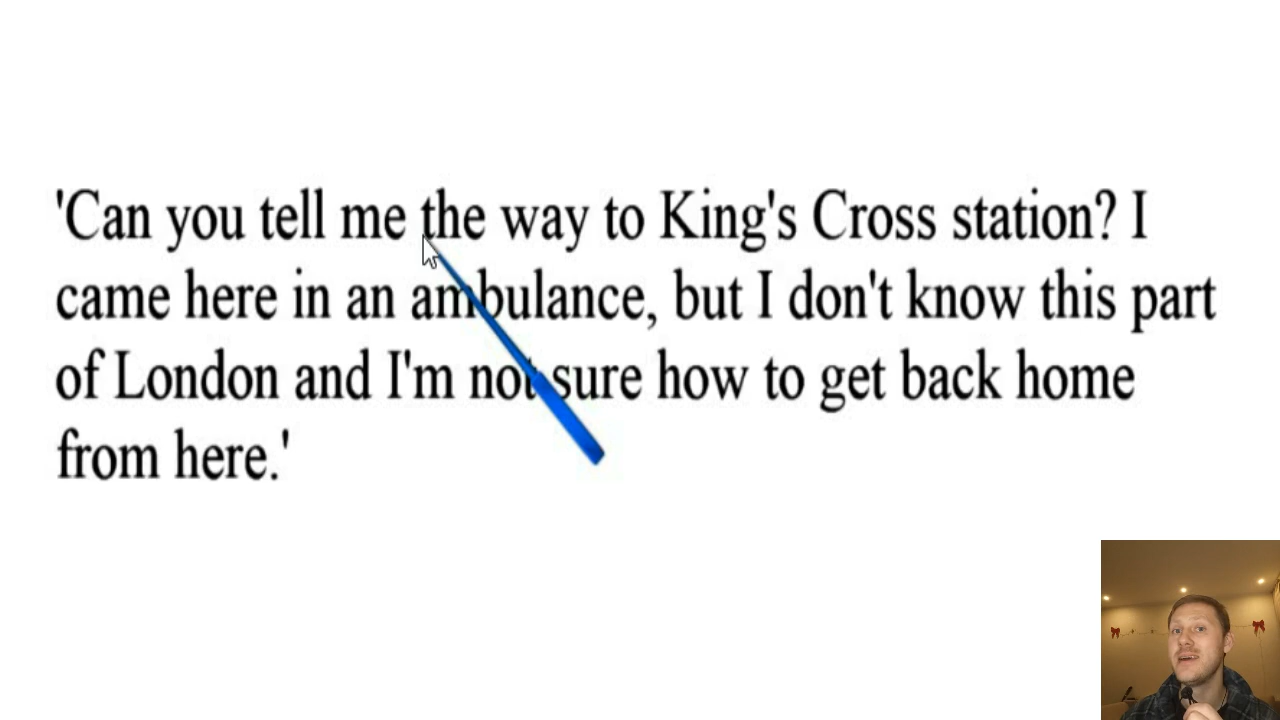 'Can you tell me the way to King's Cross station? I
came here in an ambulance, but I don't know this part
of London and I'm not sure how to get back home
from here.'